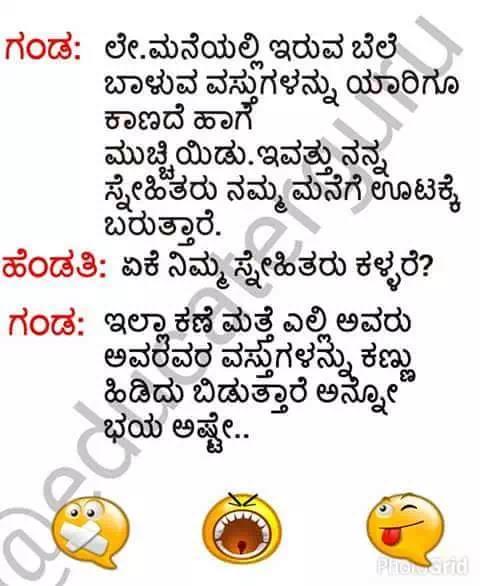 ಗಂಡ: ಲೇ.ಮನೆಯಲ್ಲಿ ಇರುವ ಬೆಲೆ
ಬಾಳುವ ವಸ್ತುಗಳನ್ನು ಯಾರಿಗೂ
ಕಾಣದೆ ಹಾಗೆ
ಮುಚ್ಚಿಯಿಡು.ಇವತ್ತು ನನ್ನ
ಸ್ನೇಹಿತರು ನಮ್ಮ ಮನೆಗೆ ಊಟಕ್ಕೆ
ಬರುತ್ತಾರೆ.
ಹೆಂಡತಿ: ಏಕೆ ನಿಮ್ಮ ಸ್ನೇಹಿತರು ಕಳ್ಳರೆ?
ಗಂಡ: ಇಲ್ಲಾ ಕಣೆ ಮತ್ತೆ ಎಲ್ಲಿ ಅವರು
ಅವರವರ ವಸ್ತುಗಳನ್ನು ಕಣ್ಣು
ಹಿಡಿದು ಬಿಡುತ್ತಾರೆ ಅನ್ನೋ
ಭಯ ಅಷ್ಟೇ..
@educaterguru
PhotoGrid